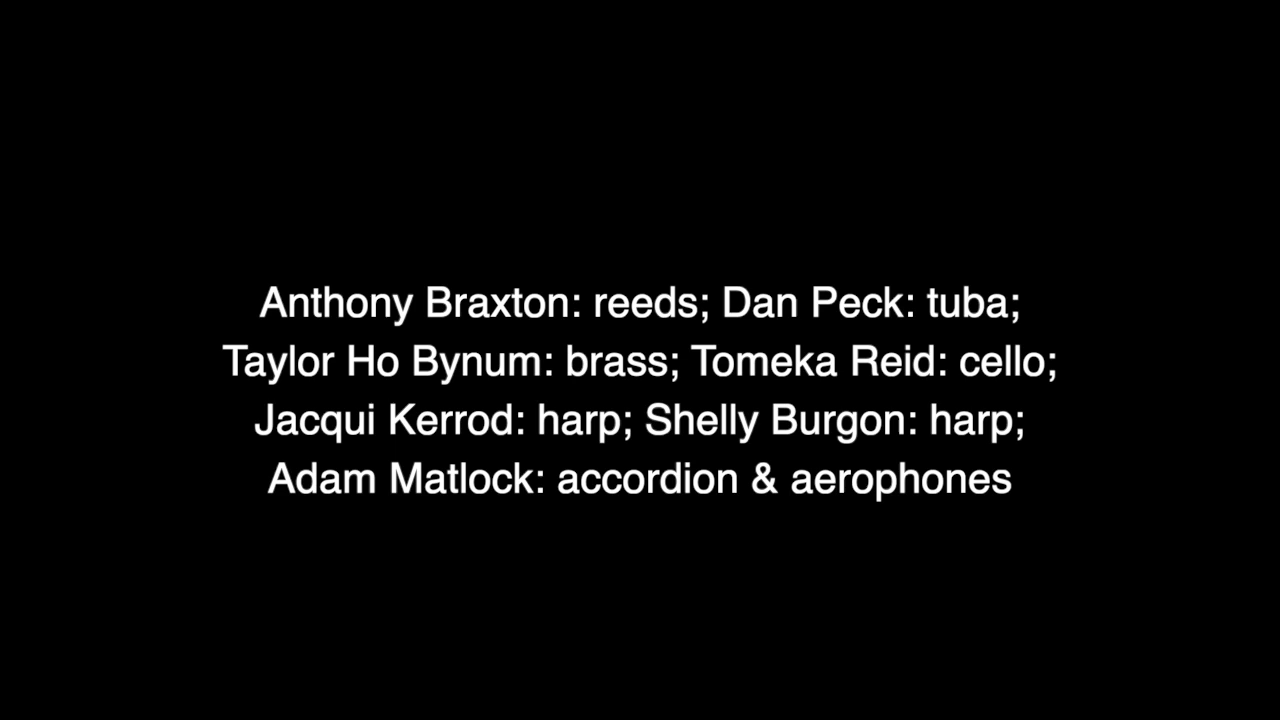 Anthony Braxton: reeds; Dan Peck: tuba;
Taylor Ho Bynum: brass; Tomeka Reid: cello;
Jacqui Kerrod: harp; Shelly Burgon: harp;
Adam Matlock: accordion & aerophones